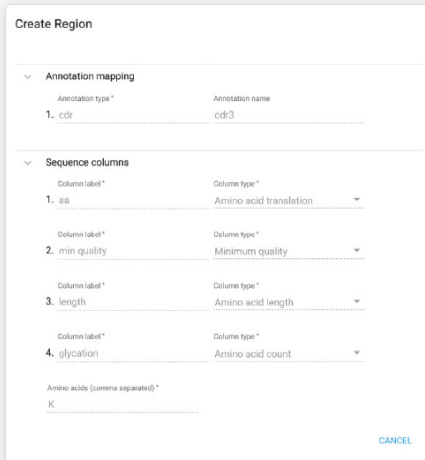 Create Region
Annotation mapping
Annotation type * Annotation name
1. cdr cdr3
Sequence columns
Column label * Column type *
1. aa Amino acid translation
Column label * Column type *
2. min quality Minimum quality
Column label * Column type *
3. length Amino acid length
Column label * Column type *
4. glycation Amino acid count
Amino acids (comma separated) *
K
CANCEL